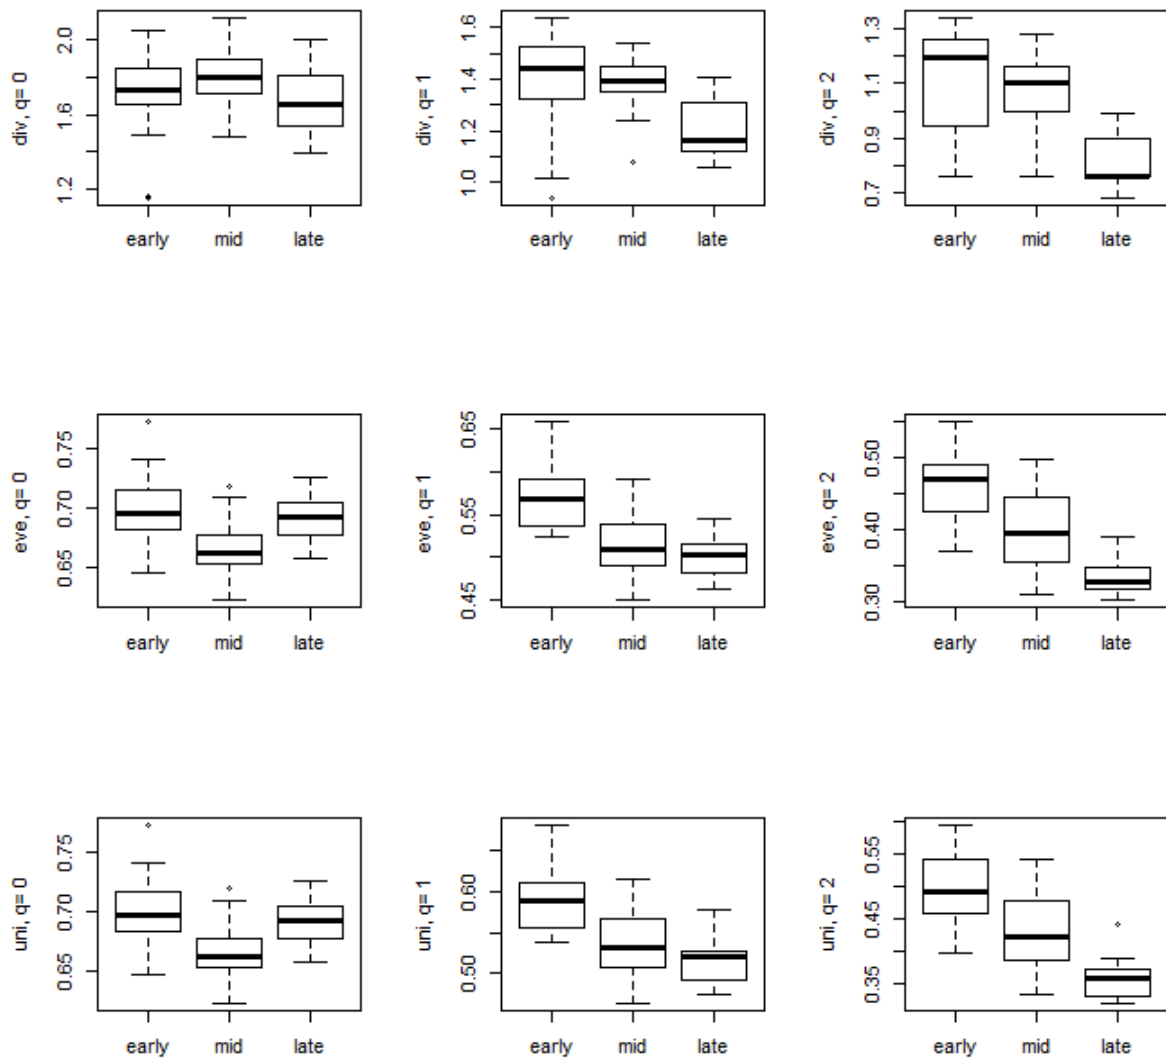 div, q= 0
1.2 1.6 2.0
early mid late
div, q= 1
1.0 1.2 1.4 1.6
early mid late
div, q= 2
0.7 0.9 1.1 1.3
early mid late
eve, q= 0
0.65 0.70 0.75
early mid late
eve, q= 1
0.45 0.55 0.65
early mid late
eve, q= 2
0.30 0.40 0.50
early mid late
uni, q= 0
0.65 0.70 0.75
early mid late
uni, q= 1
0.50 0.60
early mid late
uni, q= 2
0.35 0.45 0.55
early mid late